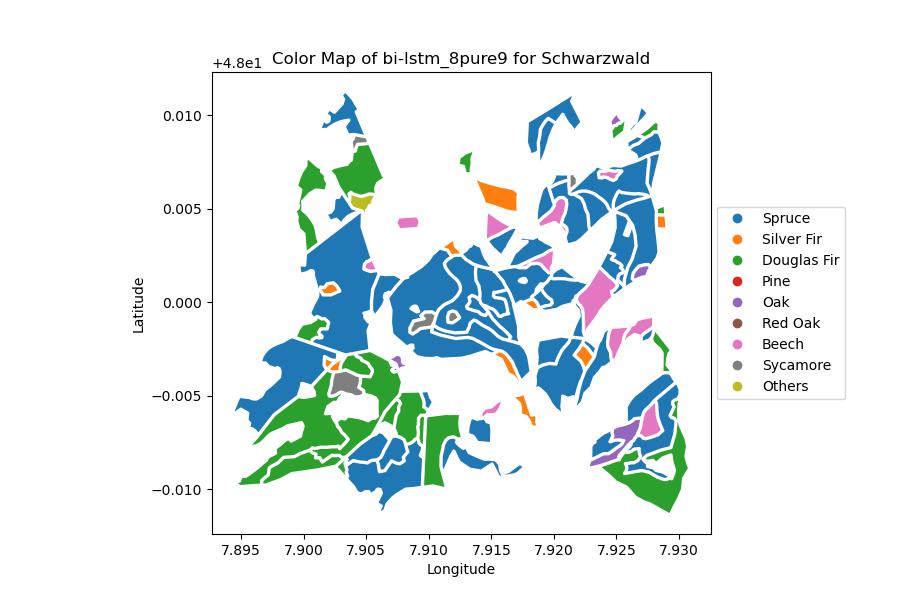 Color Map of bi-lstm_8pure9 for Schwarzwald
+4.8e1
0.010
0.005
0.000
−0.005
−0.010
Latitude
7.895 7.900 7.905 7.910 7.915 7.920 7.925 7.930
Longitude
Spruce
Silver Fir
Douglas Fir
Pine
Oak
Red Oak
Beech
Sycamore
Others